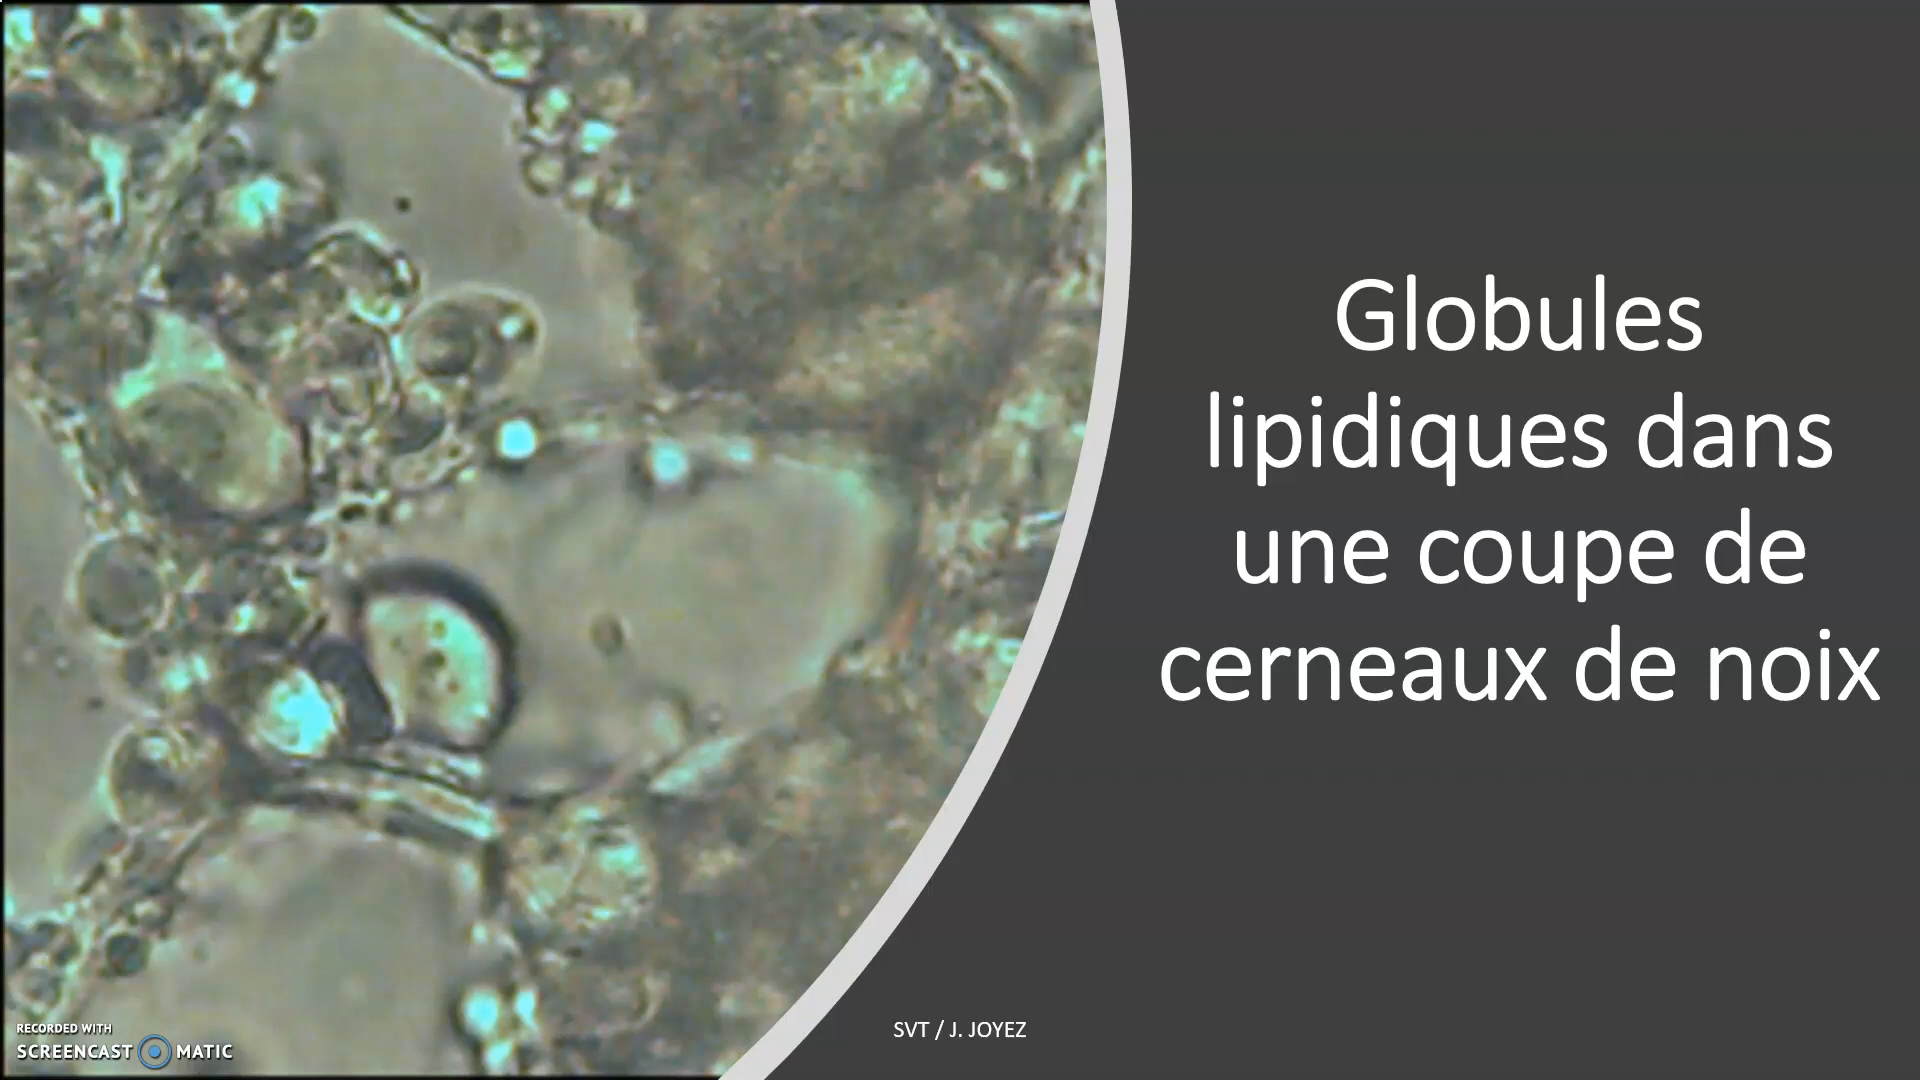 Globules
lipidiques dans
une coupe de
cerneaux de noix
SVT / J. JOYEZ
RECORDED WITH
SCREENCAST MATIC